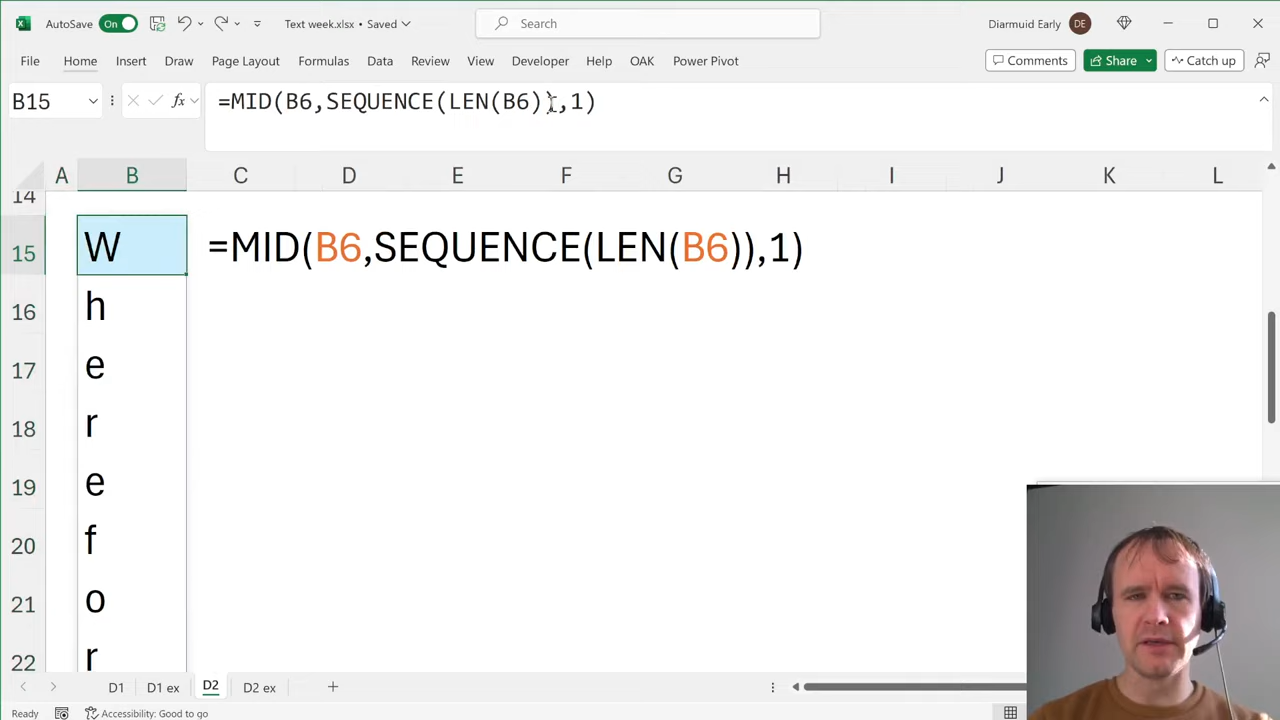 AutoSave On Text week.xlsx • Saved Search Diarmuid Early DE
File Home Insert Draw Page Layout Formulas Data Review View Developer Help OAK Power Pivot Comments Share Catch up
B15 fx =MID(B6,SEQUENCE(LEN(B6)),1)
A B C D E F G H I J K L
14
15 W =MID(B6,SEQUENCE(LEN(B6)),1)
16 h
17 e
18 r
19 e
20 f
21 o
22 r
D1 D1 ex D2 D2 ex
Ready Accessibility: Good to go